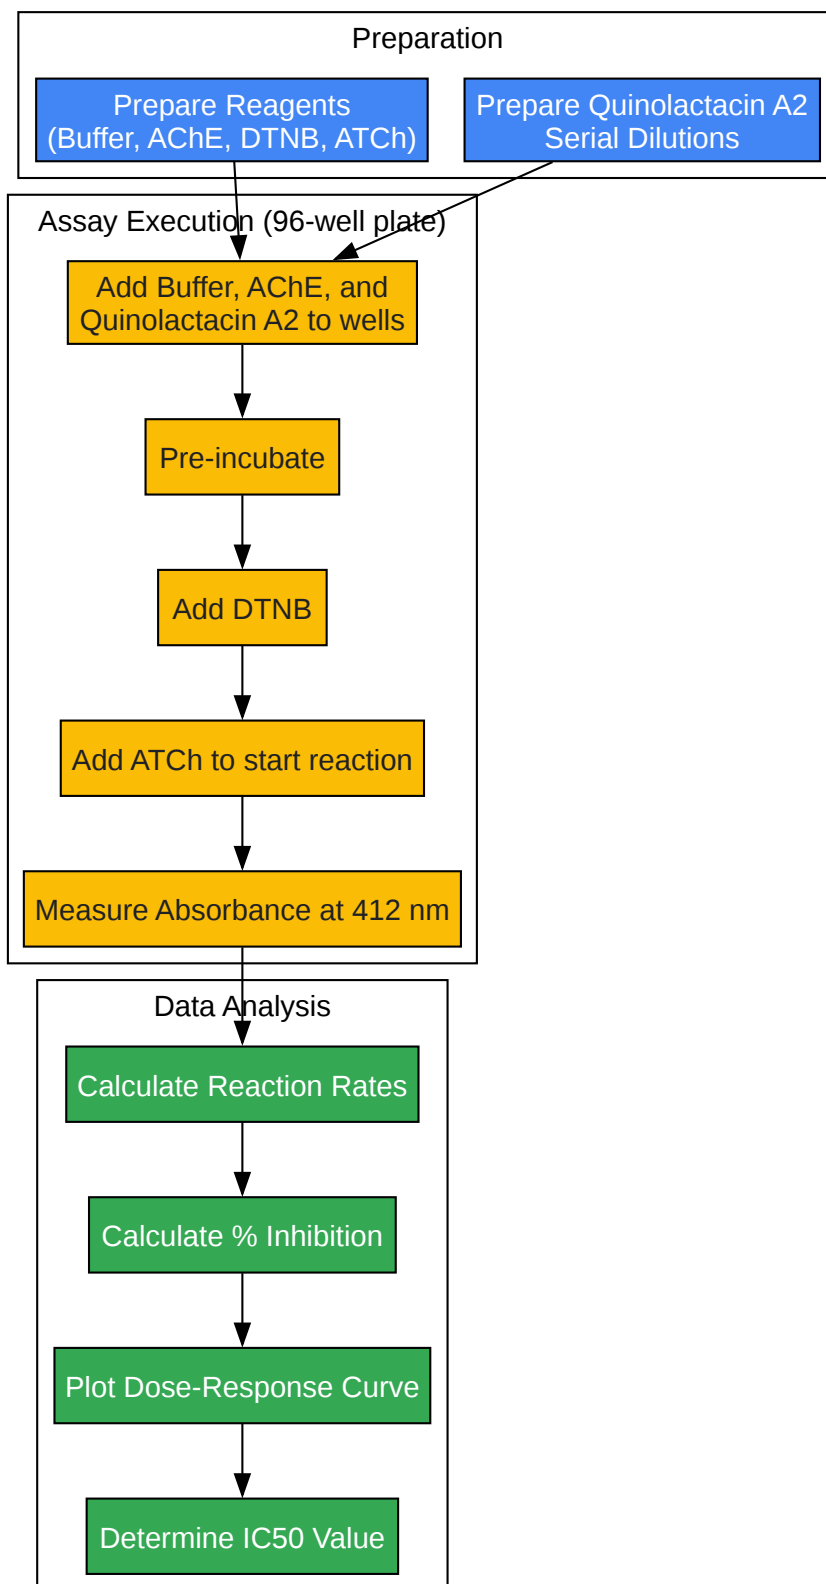 Preparation
Prepare Reagents
(Buffer, AChE, DTNB, ATCh)
Prepare Quinolactacin A2
Serial Dilutions
Assay Execution (96-well plate)
Add Buffer, AChE, and
Quinolactacin A2 to wells
Pre-incubate
Add DTNB
Add ATCh to start reaction
Measure Absorbance at 412 nm
Data Analysis
Calculate Reaction Rates
Calculate % Inhibition
Plot Dose-Response Curve
Determine IC50 Value